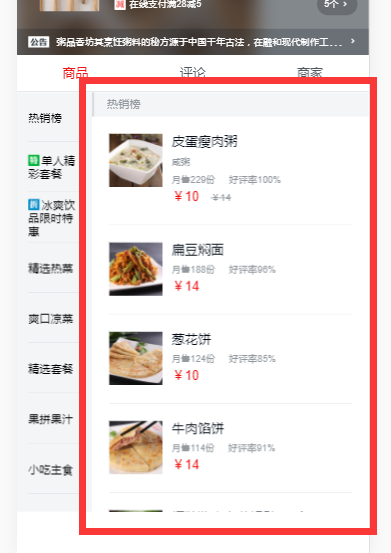 减 在线支付满28减5
5个 >
公告 粥品香坊其烹饪粥料的秘方源于中国千年古法，在融和现代制作工... >
商品 评论 商家
热销榜
特 单人精
彩套餐
新 冰爽饮
品限时特
惠
精选热菜
爽口凉菜
精选套餐
果拼果汁
小吃主食
热销榜
皮蛋瘦肉粥
咸粥
月售229份 好评率100%
￥10 ￥14
扁豆焖面
月售188份 好评率96%
￥14
葱花饼
月售124份 好评率85%
￥10
牛肉馅饼
月售114份 好评率91%
￥14